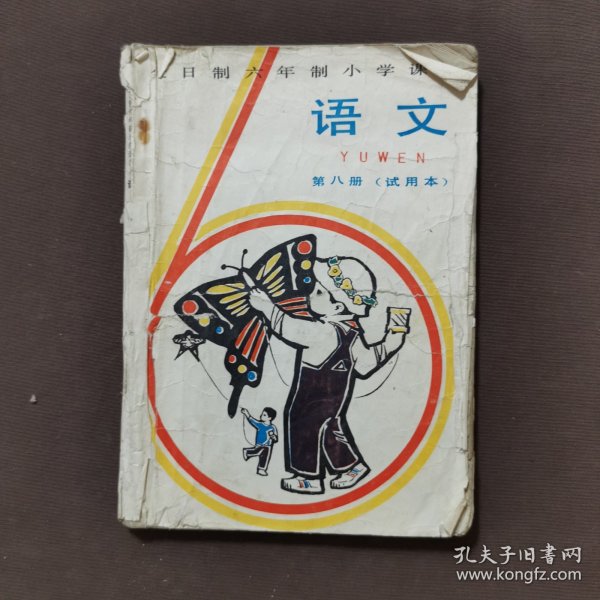 日制六年制小学课
语文
YUWEN
第八册(试用本)
孔夫子旧书网
www.kongfz.com